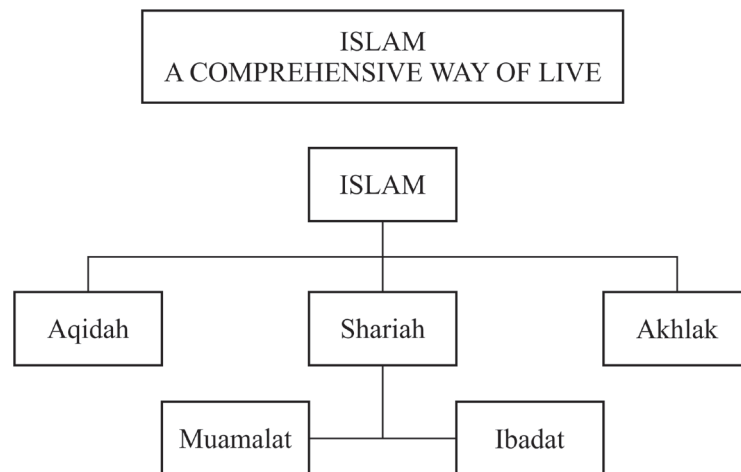 ISLAM
A COMPREHENSIVE WAY OF LIVE
ISLAM
Aqidah
Shariah
Akhlak
Muamalat
Ibadat